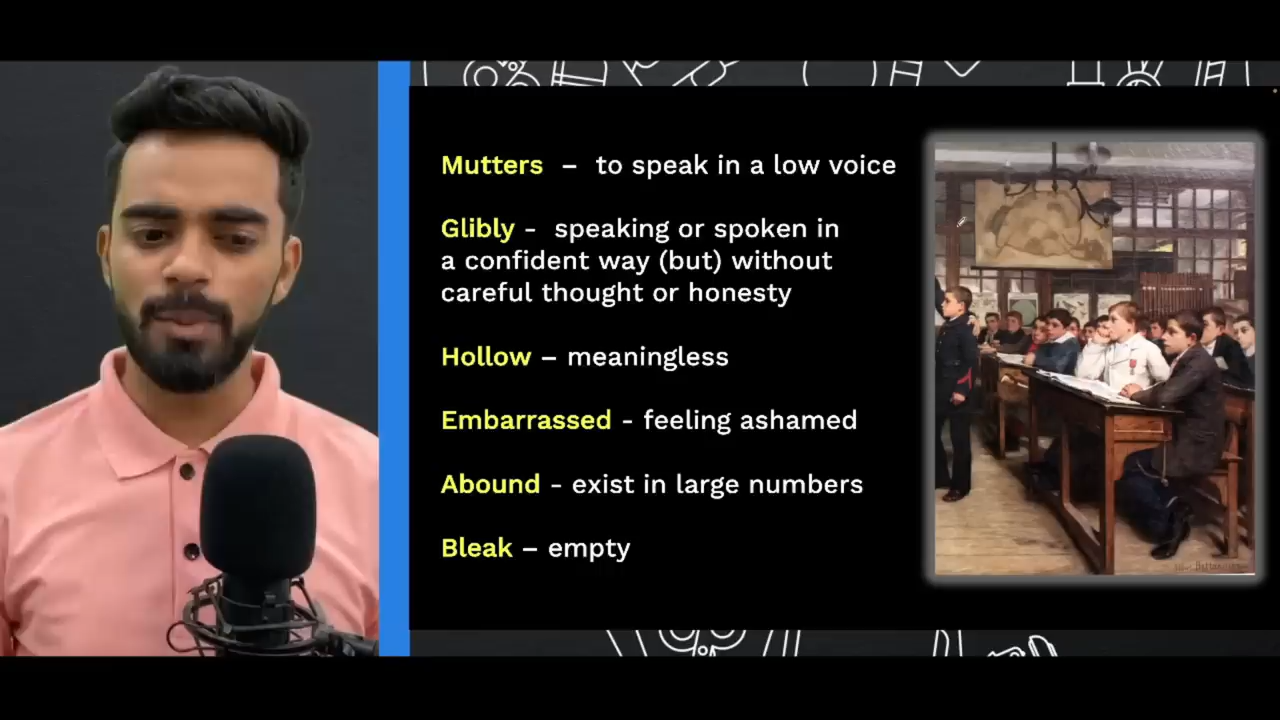 Mutters – to speak in a low voice
Glibly - speaking or spoken in
a confident way (but) without
careful thought or honesty
Hollow – meaningless
Embarrassed - feeling ashamed
Abound - exist in large numbers
Bleak – empty